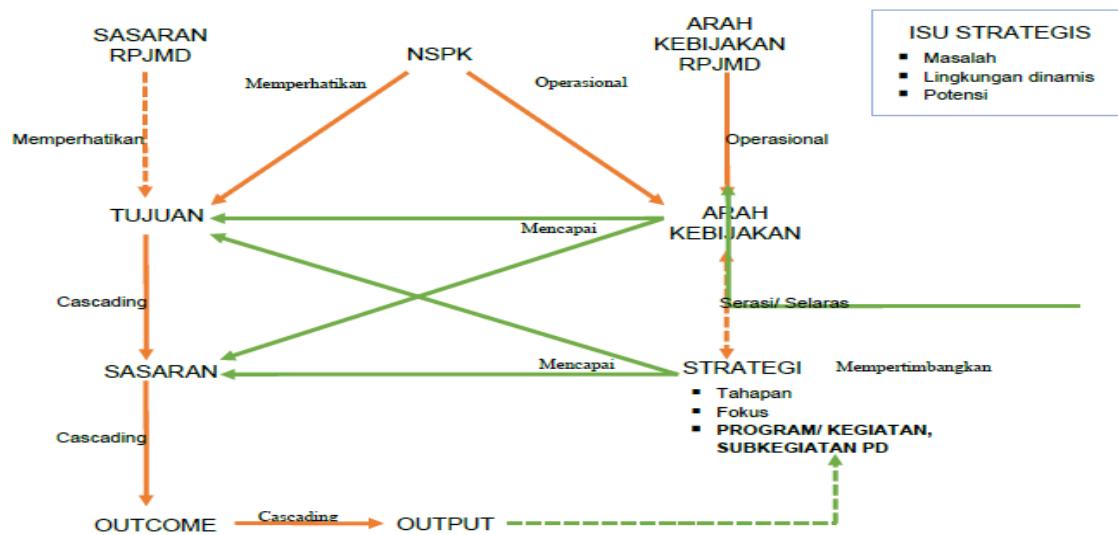 SASARAN
RPJMD
NSPK
ARAH
KEBIJAKAN
RPJMD
ISU STRATEGIS
▪ Masalah
▪ Lingkungan dinamis
▪ Potensi
Memperhatikan
Operasional
Memperhatikan
Operasional
TUJUAN
Mencapai
ARAH
KEBIJAKAN
Cascading
Serasi/ Selaras
SASARAN
Mencapai
STRATEGI
Mempertimbangkan
▪ Tahapan
▪ Fokus
▪ PROGRAM/ KEGIATAN,
SUBKEGIATAN PD
Cascading
OUTCOME
Cascading
OUTPUT